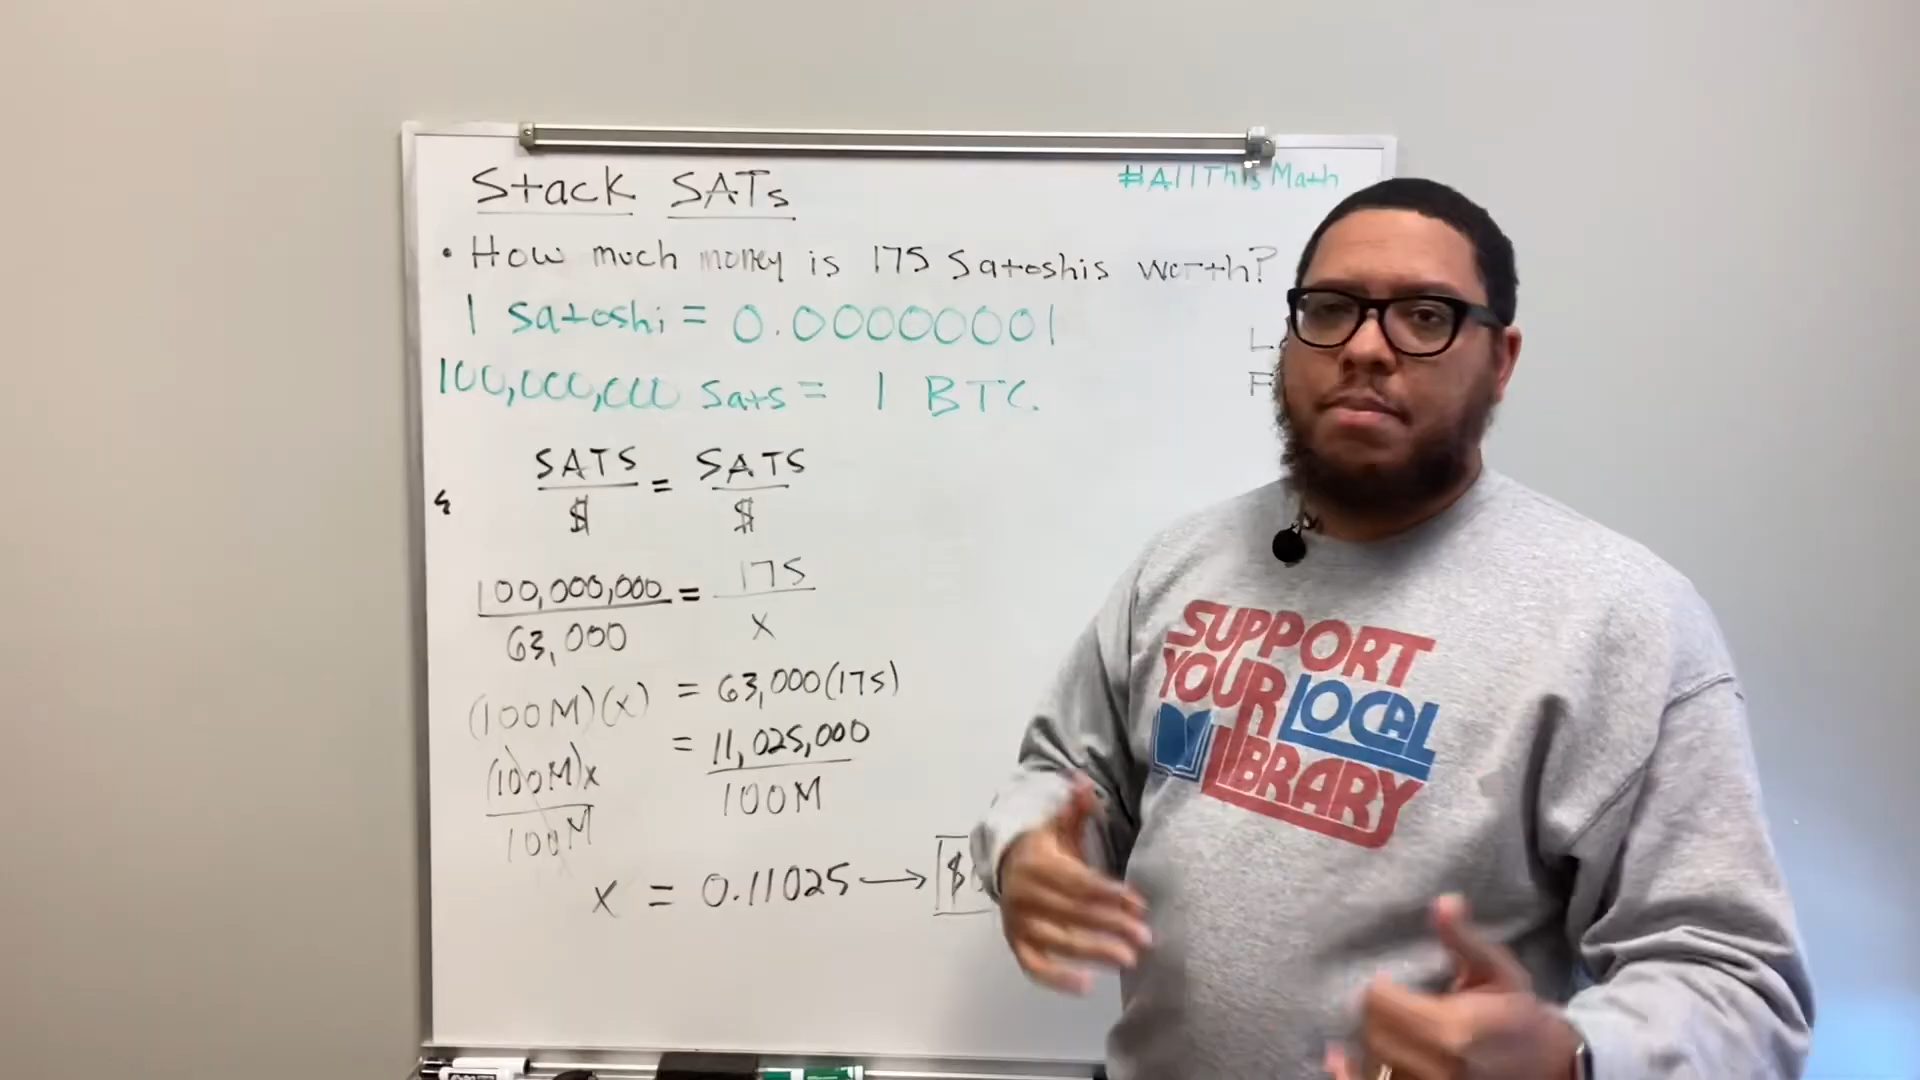 Stack SATs
#AllThisMath
• How much money is 175 Satoshis worth?
1 Satoshi = 0.00000001
100,000,000 Sats = 1 BTC.
SATS = SATS
$ $
100,000,000 = 175
63,000 x
(100M)(x) = 63,000(175)
(100M)x = 11,025,000
100M 100M
x = 0.11025 → $
SUPPORT
YOUR LOCAL
LIBRARY